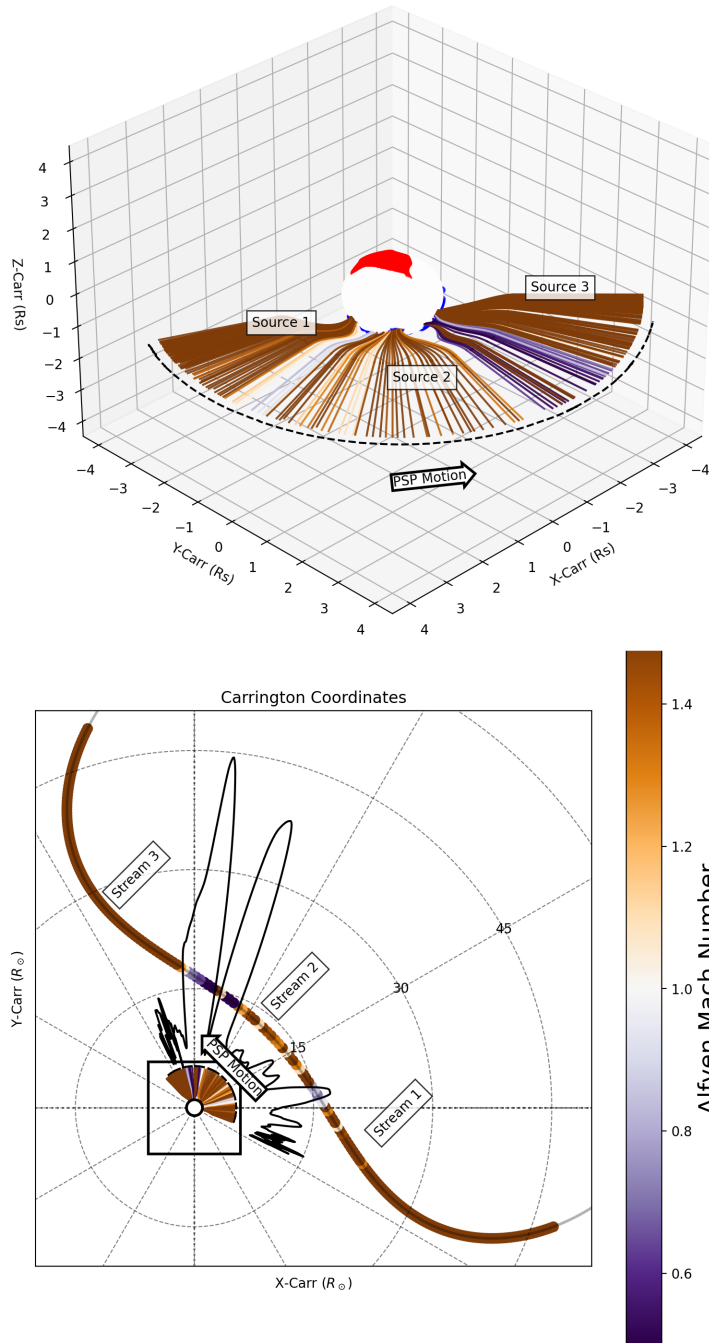 4
3
2
1
0
−1
−2
−3
−4
Z-Carr (Rs)
Source 1
Source 2
Source 3
PSP Motion
−4
−3
−2
−1
0
1
2
3
4
Y-Carr (Rs)
−4
−3
−2
−1
0
1
2
3
4
X-Carr (Rs)
Carrington Coordinates
Stream 3
Stream 2
Stream 1
45
30
15
PSP Motion
Y-Carr (R☉)
X-Carr (R☉)
1.4
1.2
1.0
0.8
0.6
Alfven Mach Number